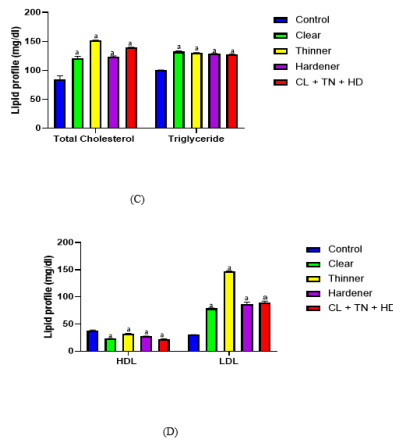 Lipid profile (mg/dl)
200
150
100
50
0
a a a a
a a a a
Total Cholesterol Triglyceride
Control
Clear
Thinner
Hardener
CL + TN + HD
(C)
Lipid profile (mg/dl)
200
150
100
50
0
a a a a
a a a a
HDL LDL
Control
Clear
Thinner
Hardener
CL + TN + HD
(D)